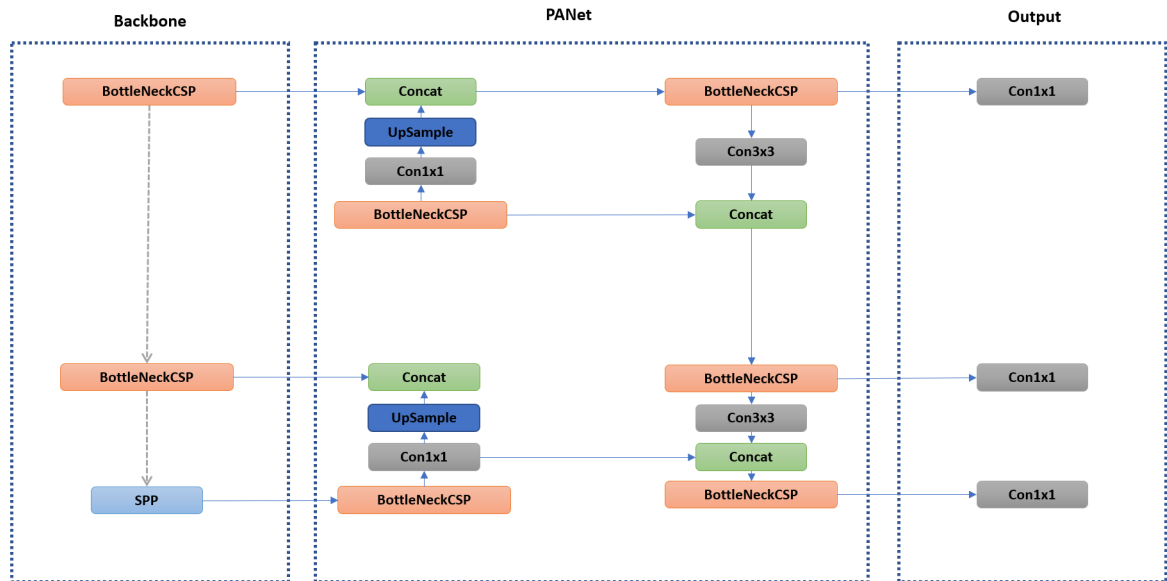 Backbone
PANet
Output
BottleNeckCSP
Concat
BottleNeckCSP
Con1x1
UpSample
Con3x3
Con1x1
BottleNeckCSP
Concat
BottleNeckCSP
Concat
BottleNeckCSP
Con1x1
UpSample
Con3x3
Con1x1
Concat
SPP
BottleNeckCSP
BottleNeckCSP
Con1x1